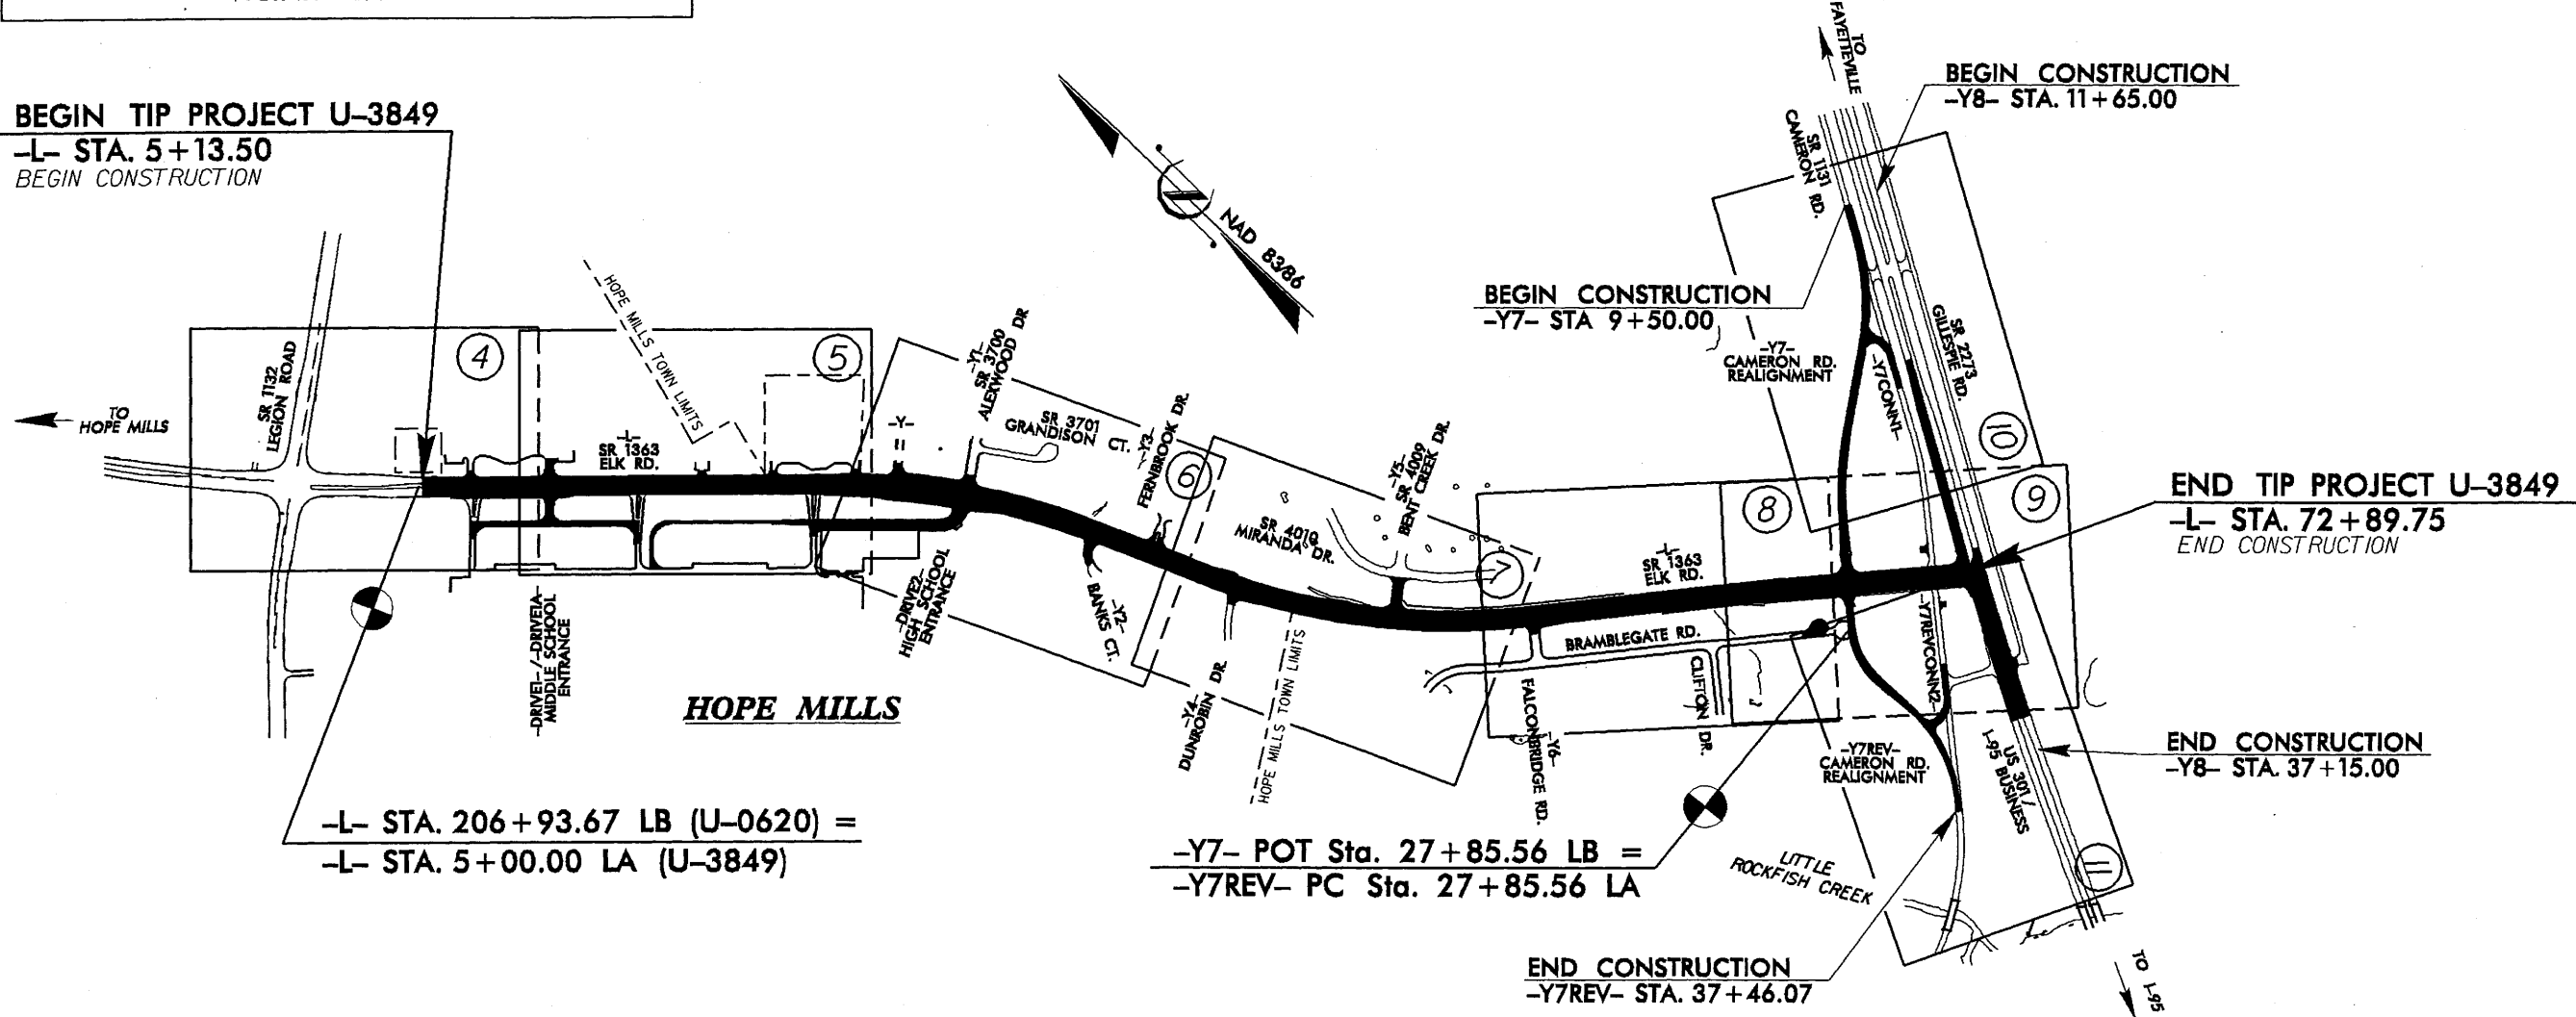 BEGIN TIP PROJECT U-3849
-L- STA. 5+13.50
BEGIN CONSTRUCTION
TO
FAYETTEVILLE
BEGIN CONSTRUCTION
-Y8- STA. 11+65.00
SR 1131
CAMERON RD.
NAD 83/86
BEGIN CONSTRUCTION
-Y7- STA 9+50.00
-Y7-
CAMERON RD.
REALIGNMENT
-Y7CONN1-
SR 2273
GILLESPIE RD.
10
TO
HOPE MILLS
SR 1132
LEGION ROAD
4
HOPE MILLS TOWN LIMITS
5
-L-
SR 1363
ELK RD.
-Y-
-Y1-
SR 3700
ALEXWOOD DR
SR 3701
GRANDISON CT.
-Y3-
FERNBROOK DR.
6
-Y5-
SR 4009
BENT CREEK DR.
SR 4010
MIRANDA DR.
7
-L-
SR 1363
ELK RD.
8
9
END TIP PROJECT U-3849
-L- STA. 72+89.75
END CONSTRUCTION
-DRIVE1-/-DRIVE1A-
MIDDLE SCHOOL
ENTRANCE
-DRIVE2-
HIGH SCHOOL
ENTRANCE
-Y2-
BANKS CT.
-Y4-
DUNROBIN DR.
HOPE MILLS TOWN LIMITS
BRAMBLEGATE RD.
CLIFTON DR.
-Y6-
FALCONBRIDGE RD.
-Y7REVCONN2-
HOPE MILLS
-Y7REV-
CAMERON RD.
REALIGNMENT
US 301/
I-95 BUSINESS
END CONSTRUCTION
-Y8- STA. 37+15.00
-L- STA. 206+93.67 LB (U-0620) =
-L- STA. 5+00.00 LA (U-3849)
-Y7- POT Sta. 27+85.56 LB =
-Y7REV- PC Sta. 27+85.56 LA
LITTLE
ROCKFISH CREEK
11
END CONSTRUCTION
-Y7REV- STA. 37+46.07
TO I-95